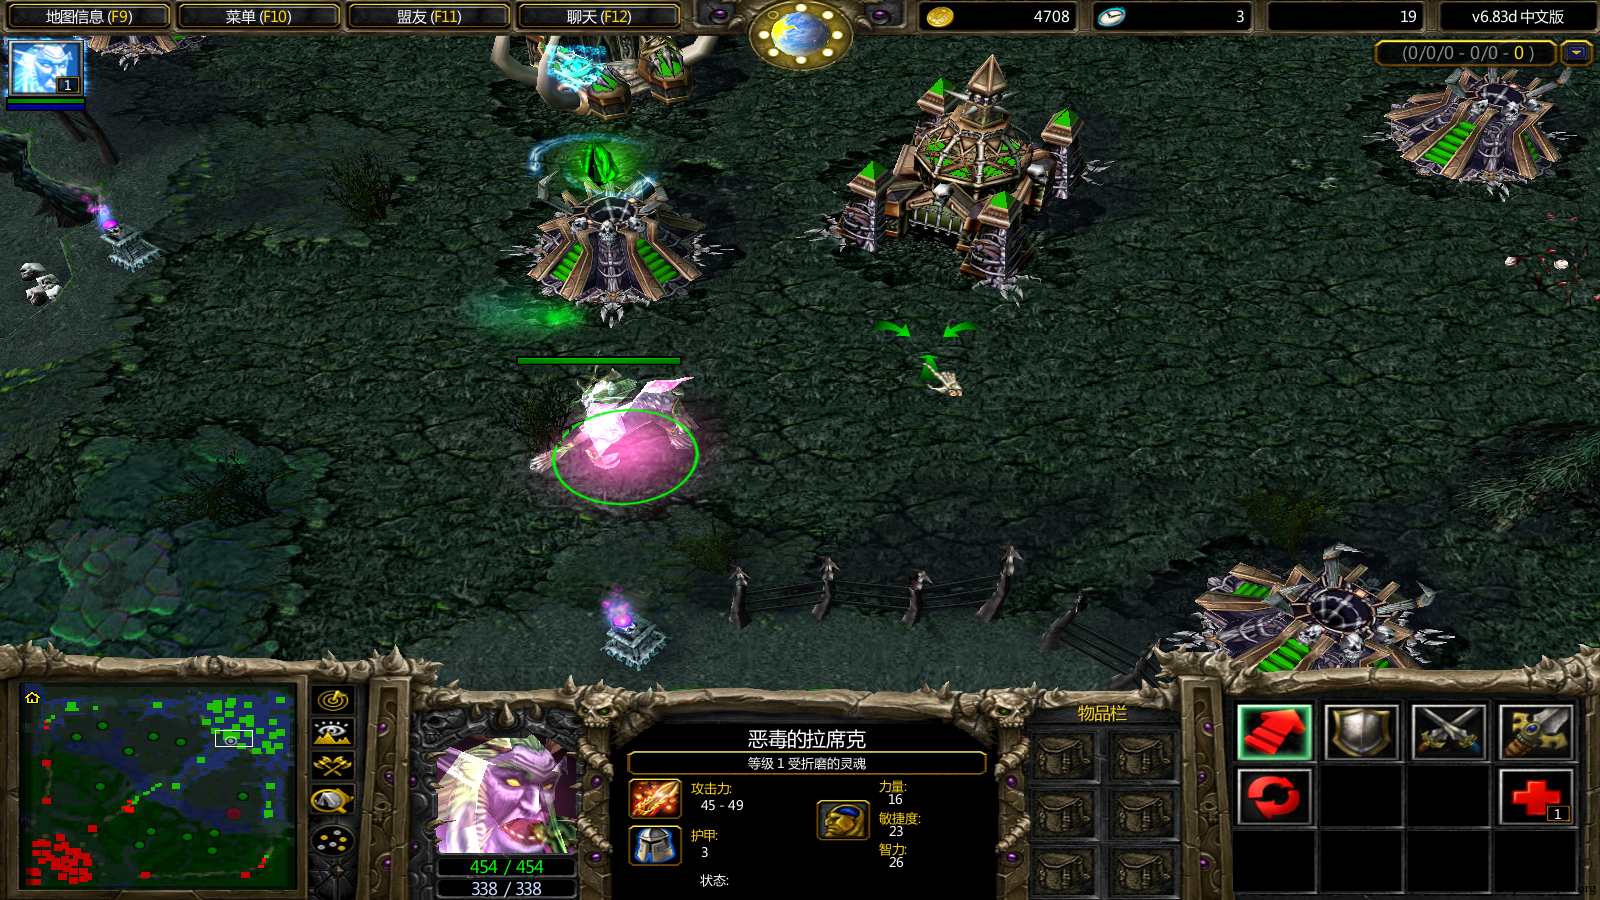 地图信息 (F9)
菜单 (F10)
盟友 (F11)
聊天 (F12)
4708
3
19
v6.83d 中文版
(0/0/0 - 0/0 - 0 )
1
物品栏
恶毒的拉席克
等级 1 受折磨的灵魂
攻击力:
45 - 49
护甲:
3
状态:
力量:
16
敏捷度:
23
智力:
26
454 / 454
338 / 338
1